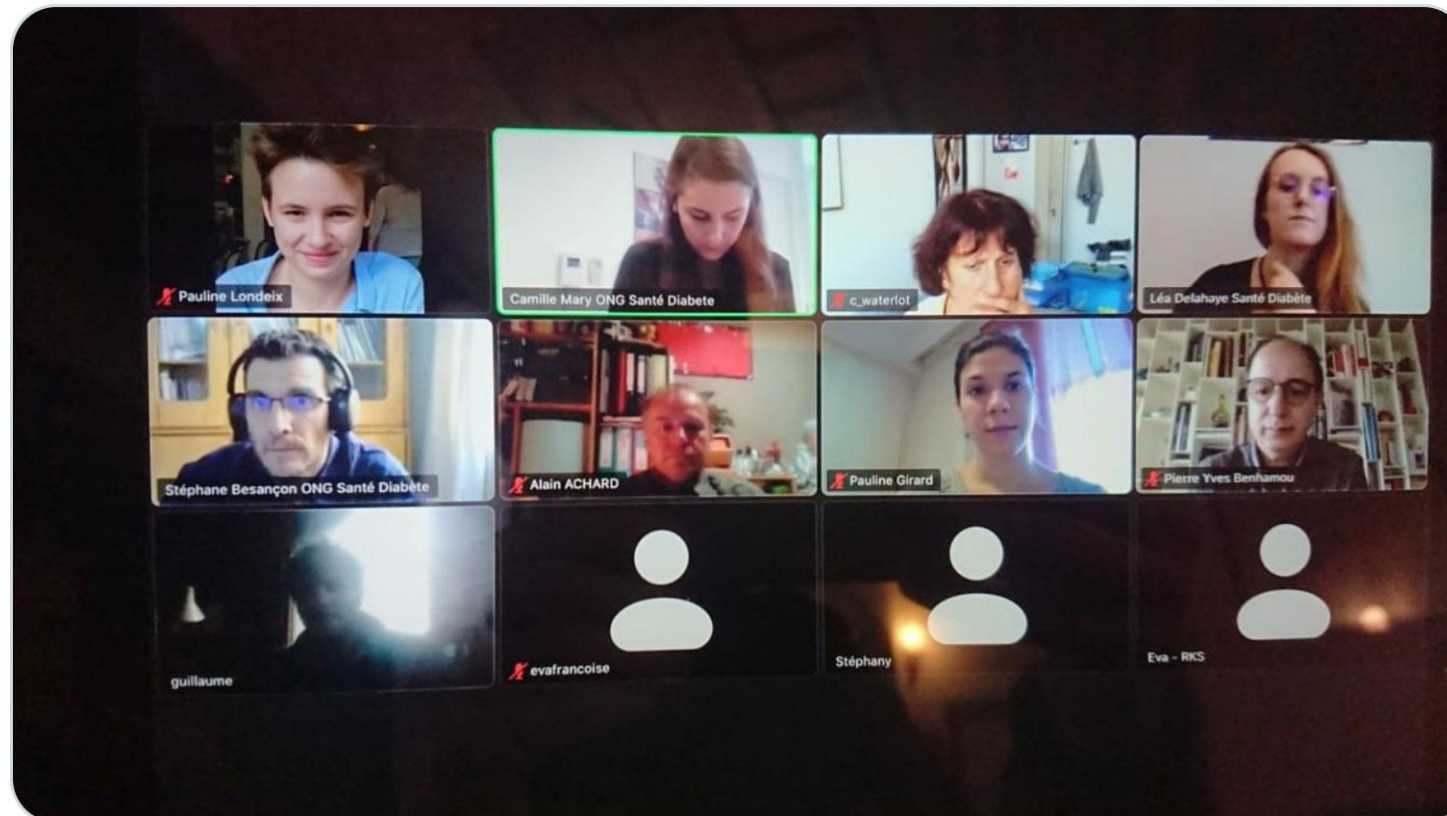 Pauline Londeix
Camille Mary ONG Santé Diabete
c_waterlot
Léa Delahaye Santé Diabète
Stéphane Besançon ONG Santé Diabète
Alain ACHARD
Pauline Girard
Pierre Yves Benhamou
guillaume
evafrancoise
Stéphany
Eva - RKS